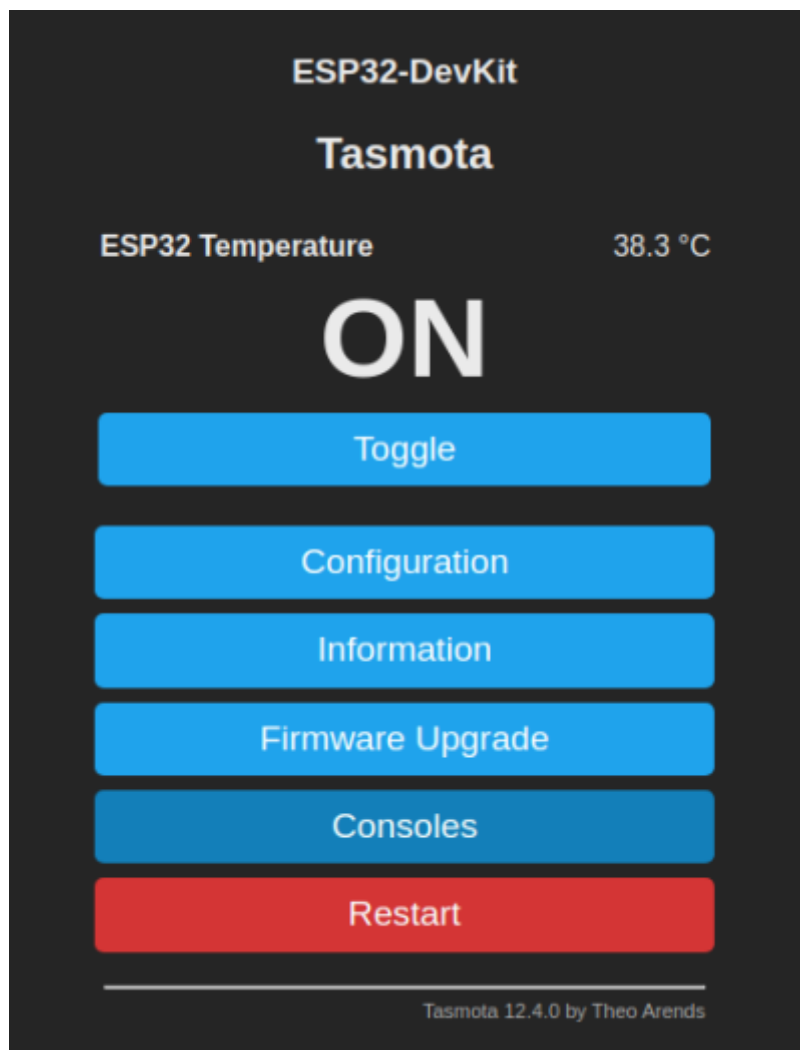 ESP32-DevKit
Tasmota
ESP32 Temperature 38.3 °C
ON
Toggle
Configuration
Information
Firmware Upgrade
Consoles
Restart
Tasmota 12.4.0 by Theo Arends